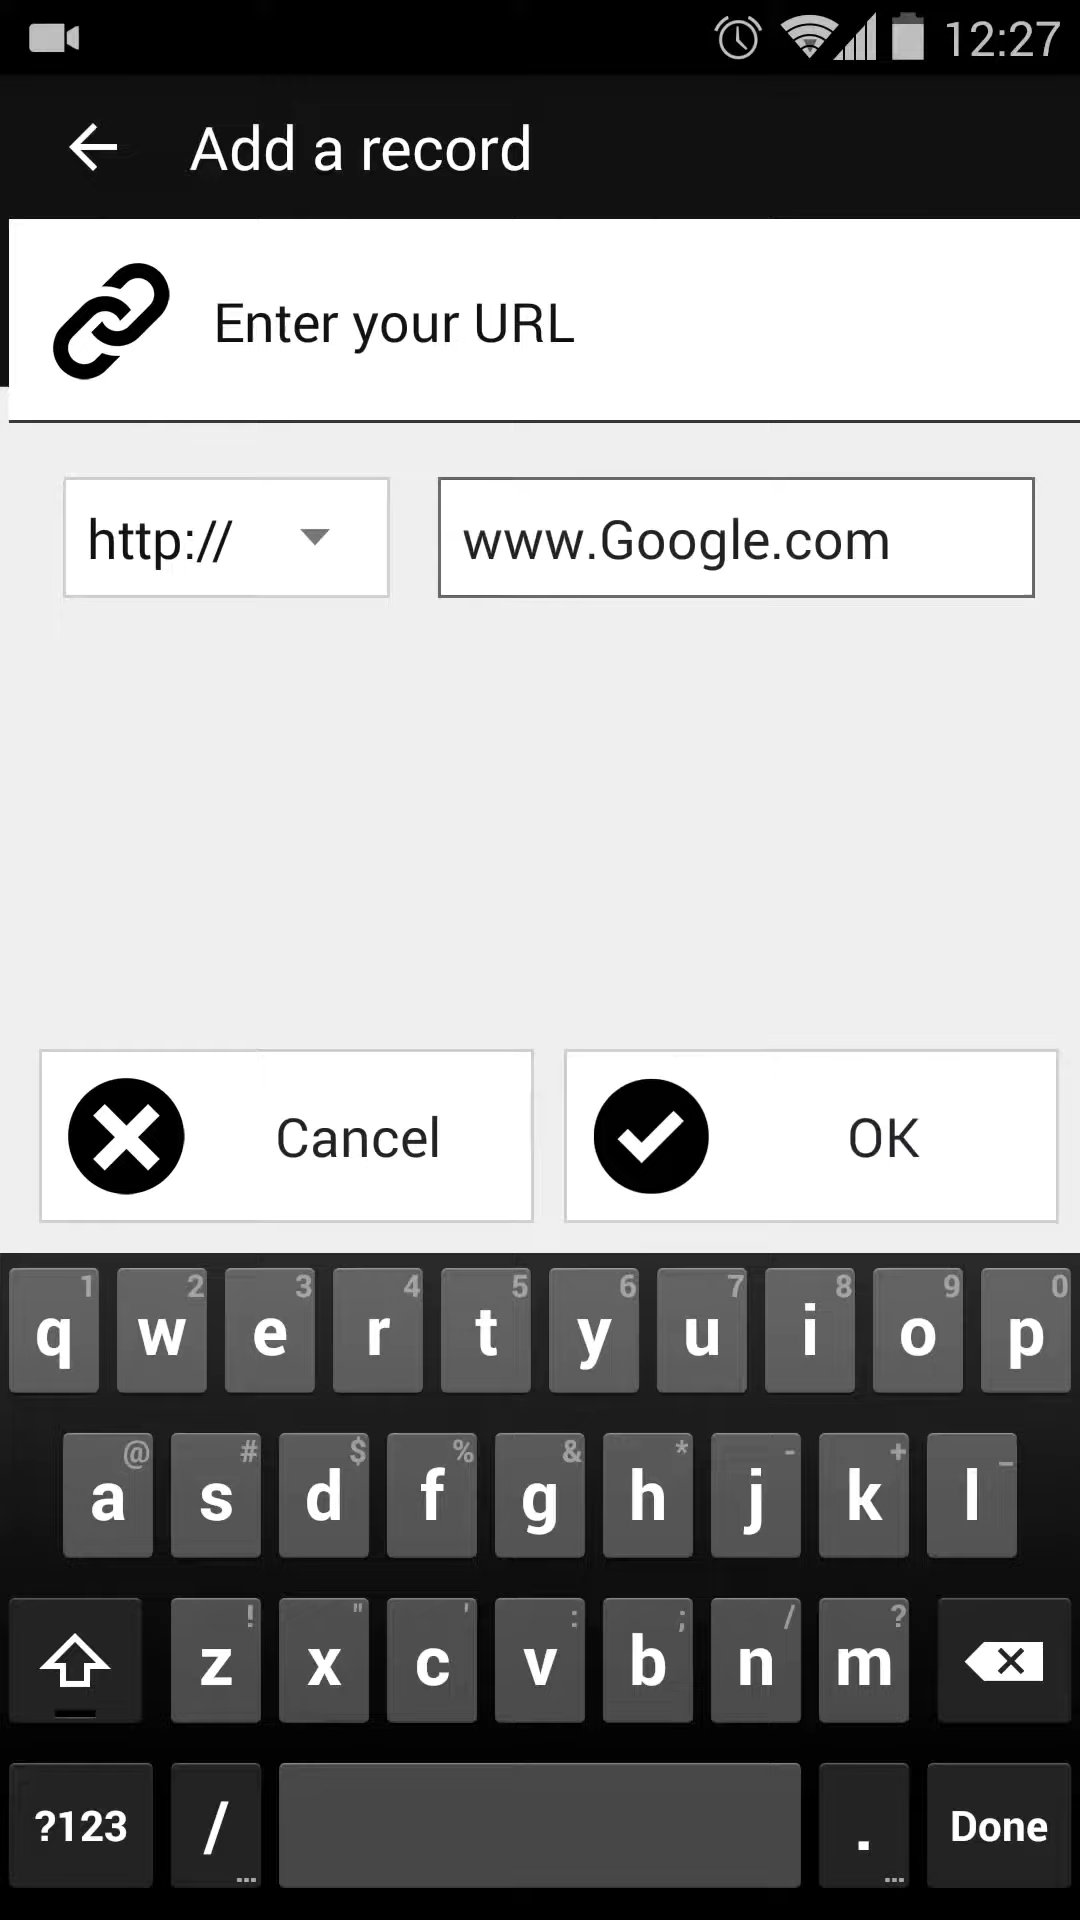 12:27
Add a record
Enter your URL
http:// www.Google.com
Cancel OK
1 2 3 4 5 6 7 8 9 0
q w e r t y u i o p
@ # $ % & * - + _
a s d f g h j k l
! " ' : ; / ?
z x c v b n m
?123 / ... . ... Done